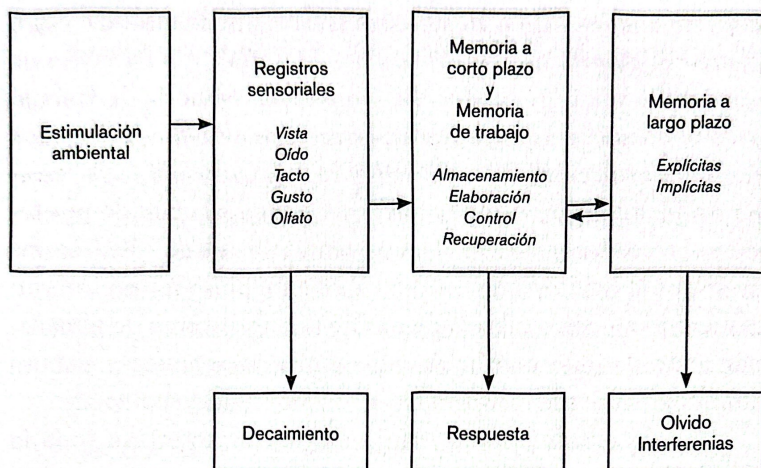 Estimulación
ambiental
Registros
sensoriales
Vista
Oído
Tacto
Gusto
Olfato
Memoria a
corto plazo
y
Memoria
de trabajo
Almacenamiento
Elaboración
Control
Recuperación
Memoria a
largo plazo
Explícitas
Implícitas
Decaimiento
Respuesta
Olvido
Interferenias